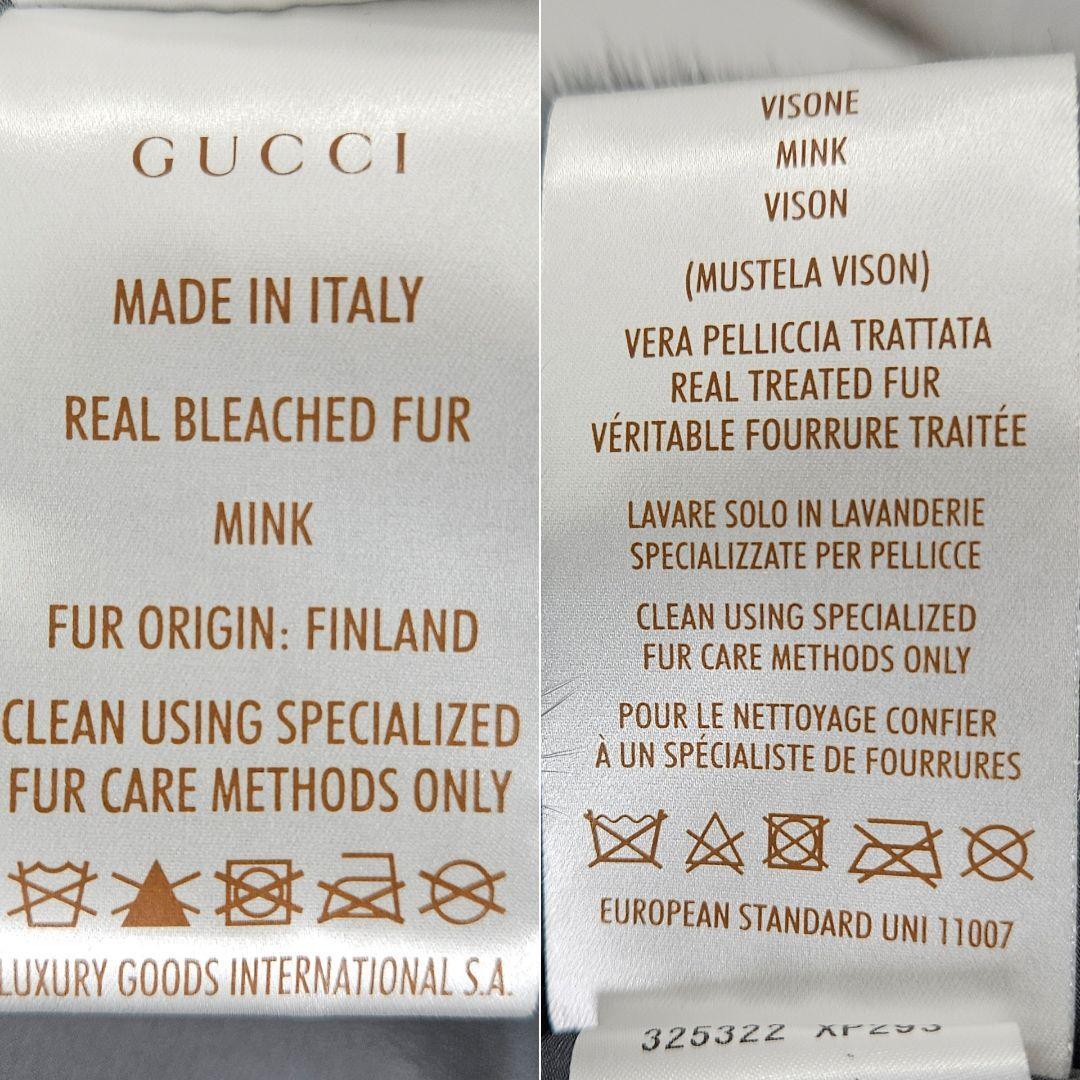 GUCCI
MADE IN ITALY
REAL BLEACHED FUR
MINK
FUR ORIGIN: FINLAND
CLEAN USING SPECIALIZED
FUR CARE METHODS ONLY
LUXURY GOODS INTERNATIONAL S.A.
VISONE
MINK
VISON
(MUSTELA VISON)
VERA PELLICCIA TRATTATA
REAL TREATED FUR
VÉRITABLE FOURRURE TRAITÉE
LAVARE SOLO IN LAVANDERIE
SPECIALIZZATE PER PELLICCE
CLEAN USING SPECIALIZED
FUR CARE METHODS ONLY
POUR LE NETTOYAGE CONFIER
À UN SPÉCIALISTE DE FOURRURES
EUROPEAN STANDARD UNI 11007
325322